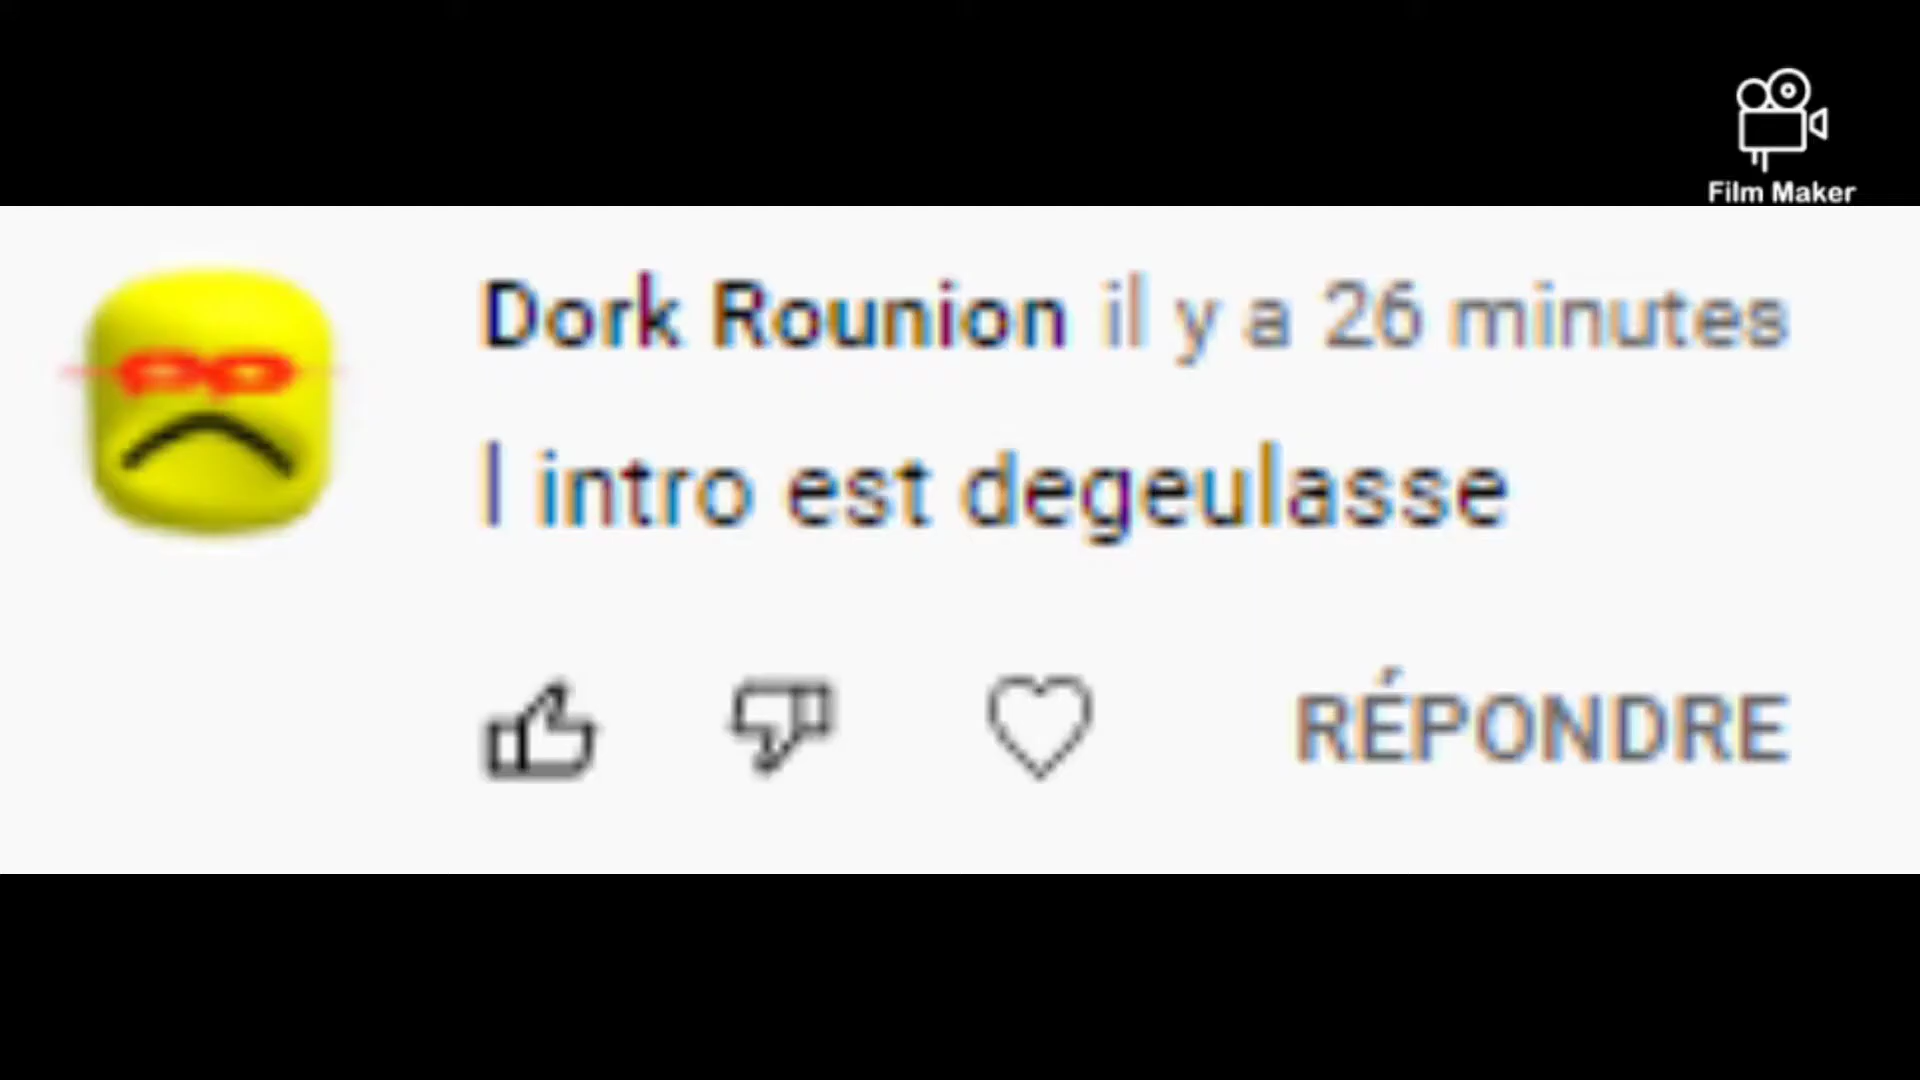 Film Maker
Dork Rounion il y a 26 minutes
l intro est degeulasse
RÉPONDRE